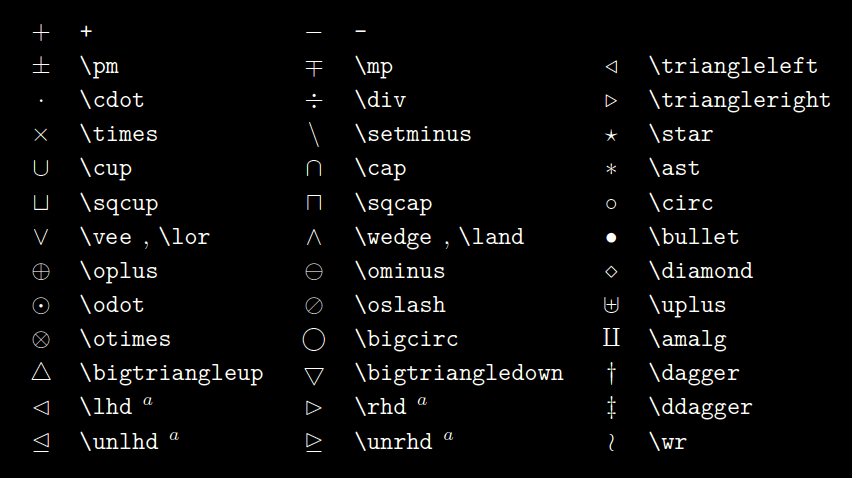 + + − -
± \pm ∓ \mp ◃ \triangleleft
· \cdot ÷ \div ▹ \triangleright
× \times \ \setminus ⋆ \star
∪ \cup ∩ \cap ∗ \ast
⊔ \sqcup ⊓ \sqcap ∘ \circ
∨ \vee , \lor ∧ \wedge , \land • \bullet
⊕ \oplus ⊖ \ominus ⋄ \diamond
⊙ \odot ⊘ \oslash ⊎ \uplus
⊗ \otimes ◯ \bigcirc ⨿ \amalg
△ \bigtriangleup ▽ \bigtriangledown † \dagger
⊲ \lhd a ⊳ \rhd a ‡ \ddagger
⊴ \unlhd a ⊵ \unrhd a ≀ \wr